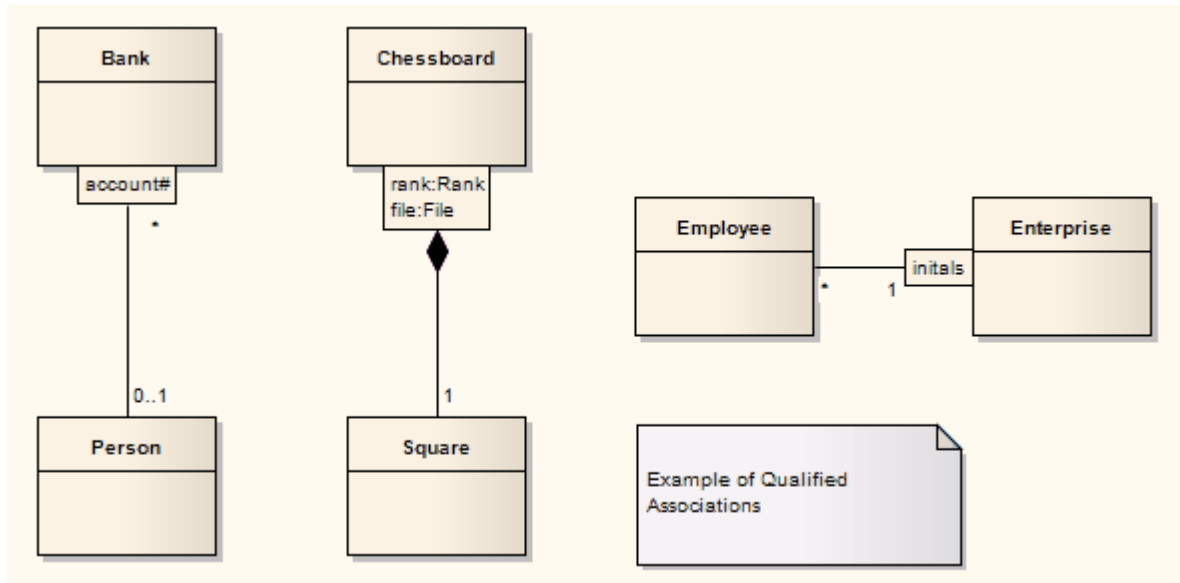 Bank
account#
*
0..1
Person
Chessboard
rank:Rank
file:File
1
Square
Employee
*
1
initals
Enterprise
Example of Qualified
Associations